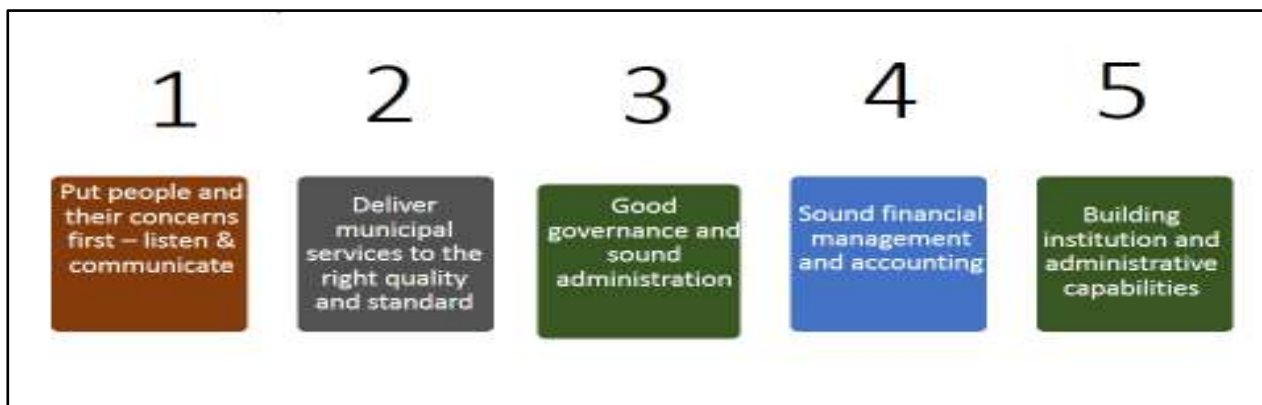 1
Put people and
their concerns
first – listen &
communicate
2
Deliver
municipal
services to the
right quality
and standard
3
Good
governance and
sound
administration
4
Sound financial
management
and accounting
5
Building
institution and
administrative
capabilities